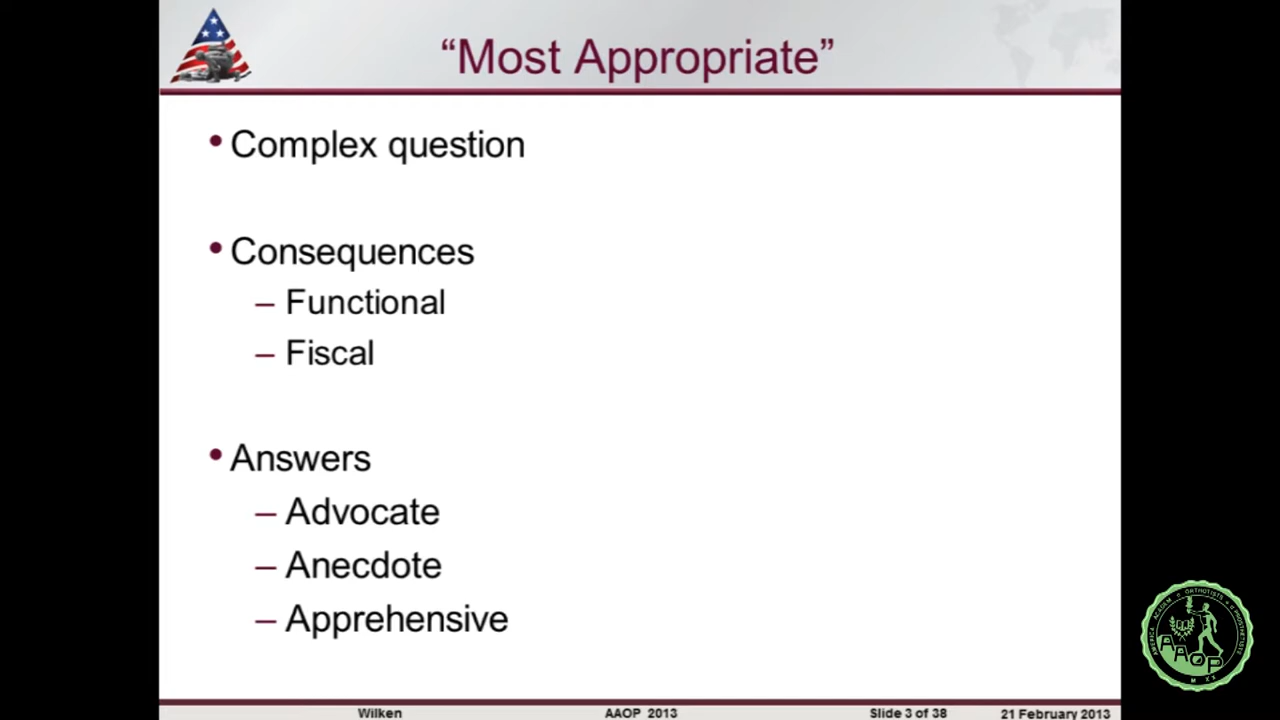 “Most Appropriate”
• Complex question
• Consequences
– Functional
– Fiscal
• Answers
– Advocate
– Anecdote
– Apprehensive
Wilken AAOP 2013 Slide 3 of 38 21 February 2013
AAOP